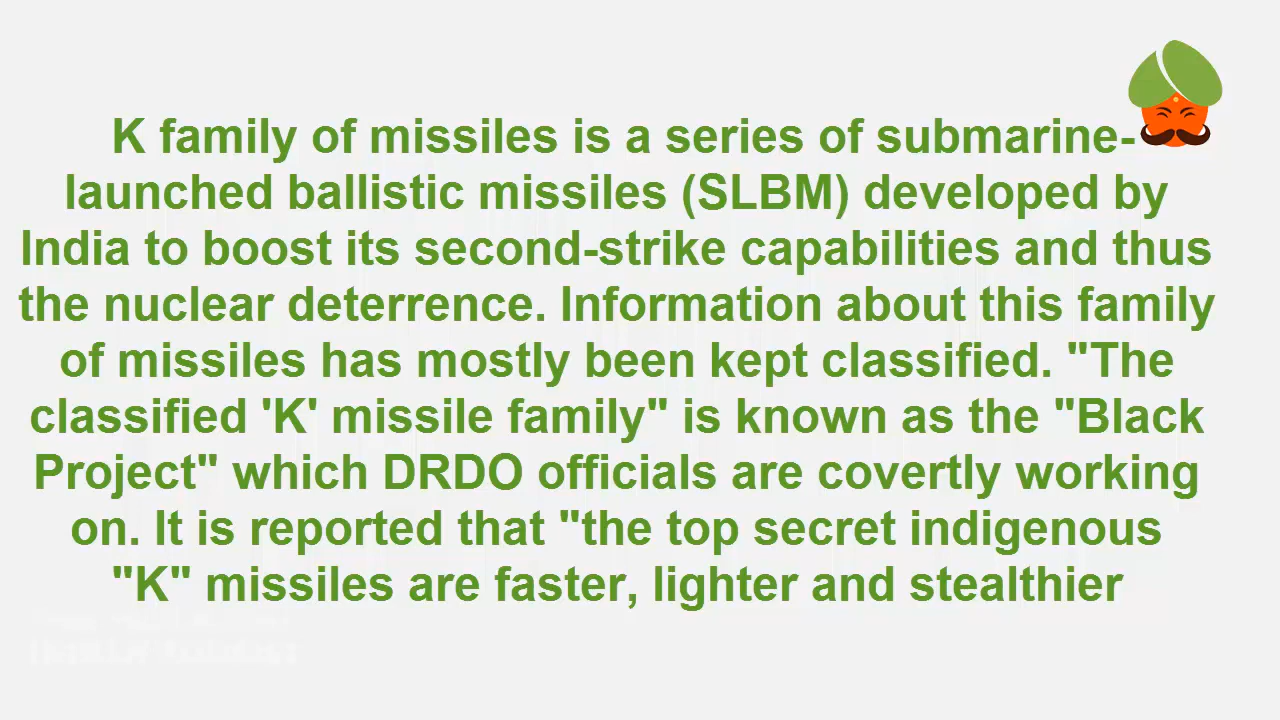 K family of missiles is a series of submarine-
launched ballistic missiles (SLBM) developed by
India to boost its second-strike capabilities and thus
the nuclear deterrence. Information about this family
of missiles has mostly been kept classified. "The
classified 'K' missile family" is known as the "Black
Project" which DRDO officials are covertly working
on. It is reported that "the top secret indigenous
"K" missiles are faster, lighter and stealthier